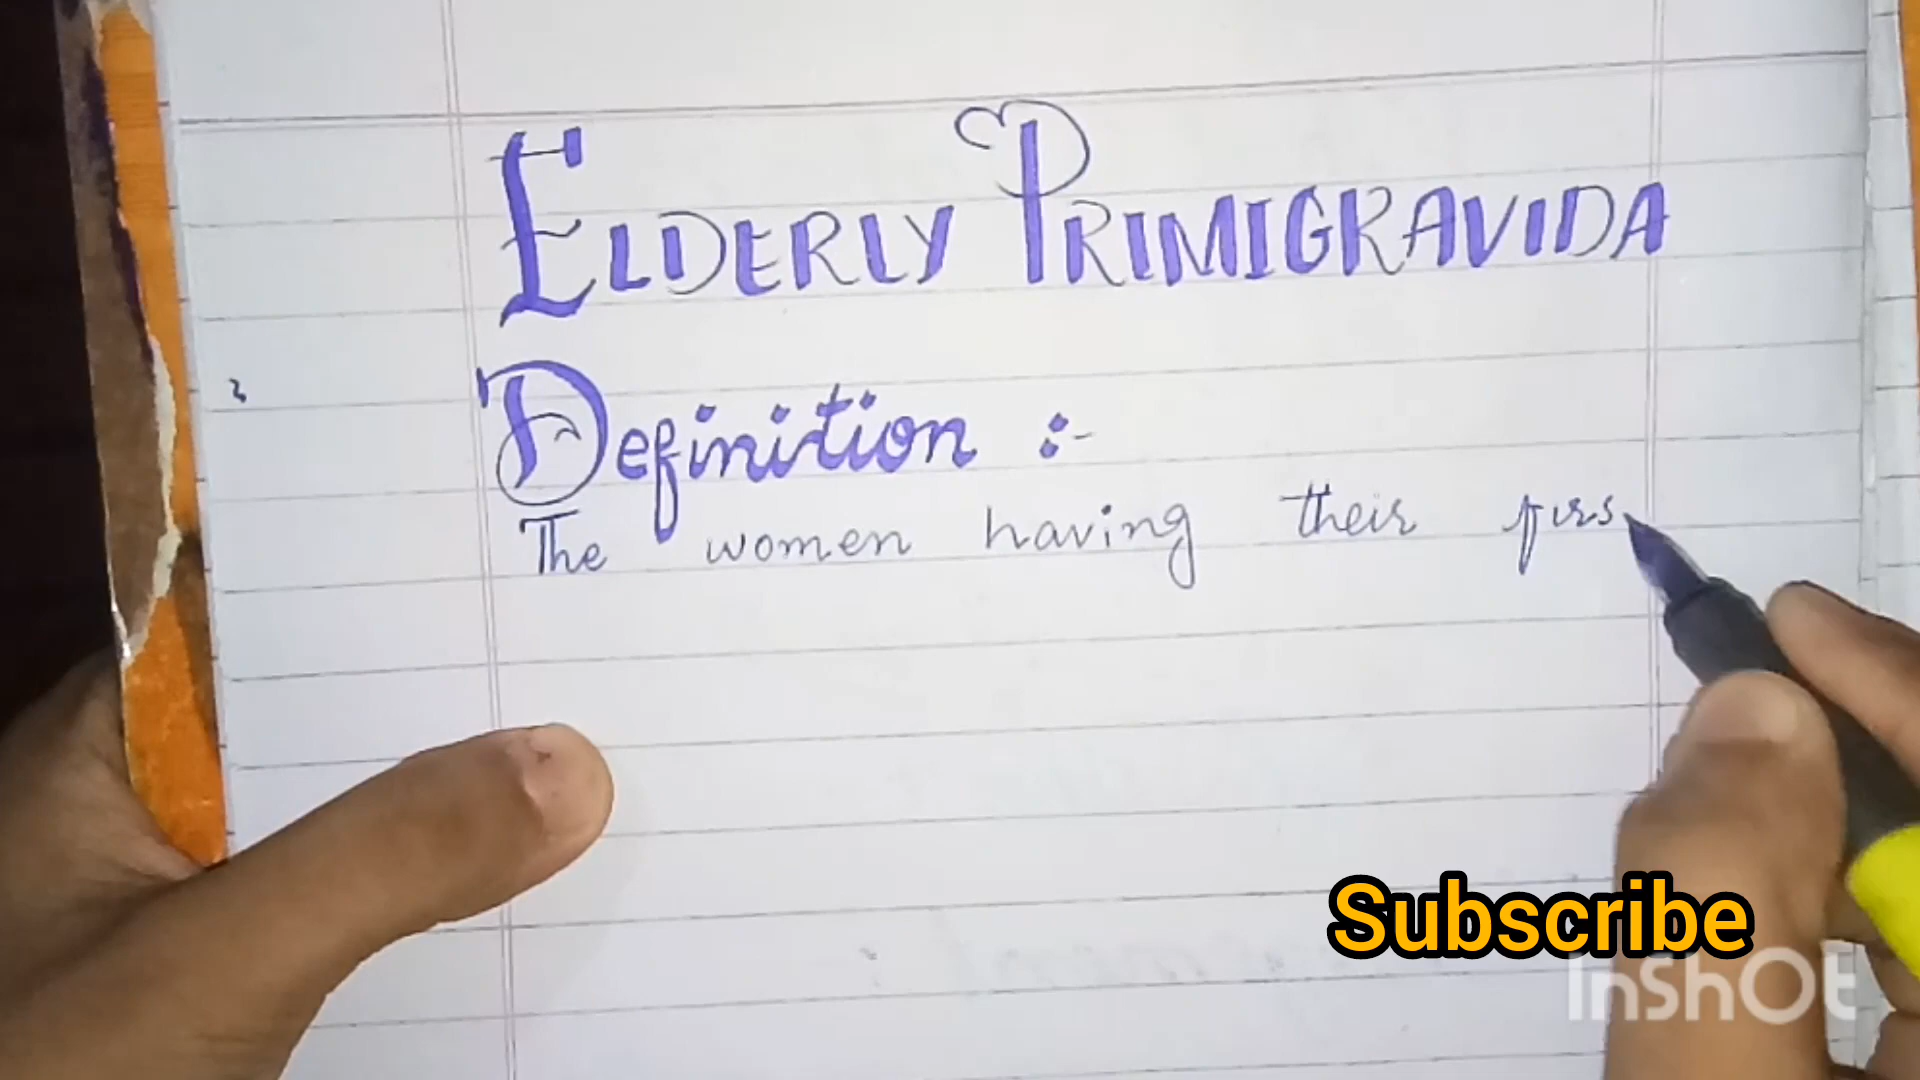 ELDERLY PRIMIGRAVIDA
Definition :-
The women having their firs
Subscribe
InShOt